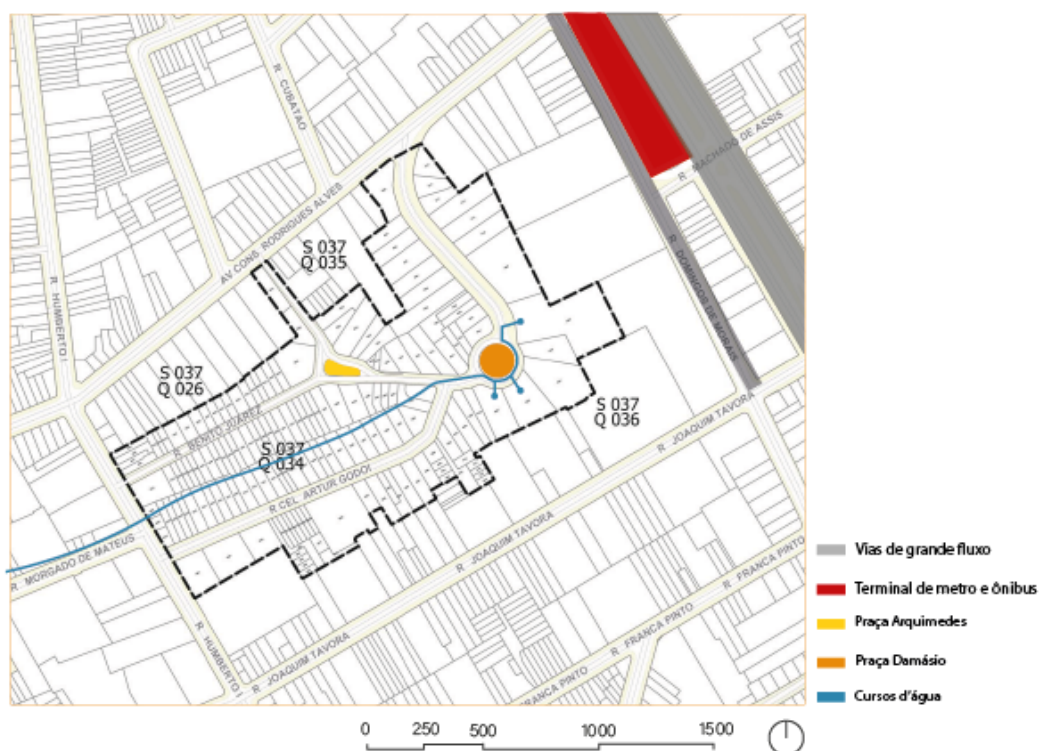 R CUBATAO
R MACHADO DE ASSIS
AV CONS. RODRIGUES ALVES
S 037
Q 035
R DOMINGOS DE MORAIS
R HUMBERTO I
S 037
Q 026
S 037
Q 036
R BENITO JUAREZ
S 037
Q 034
R JOAQUIM TAVORA
R CEL ARTUR GODOI
R MORGADO DE MATEUS
R JOAQUIM TAVORA
R FRANCA PINTO
R HUMBERTO I
R JOAQUIM TAVORA
R FRANCA PINTO
FRANCA PINTO
Vias de grande fluxo
Terminal de metro e ônibus
Praça Arquimedes
Praça Damásio
Cursos d'água
0 250 500 1000 1500